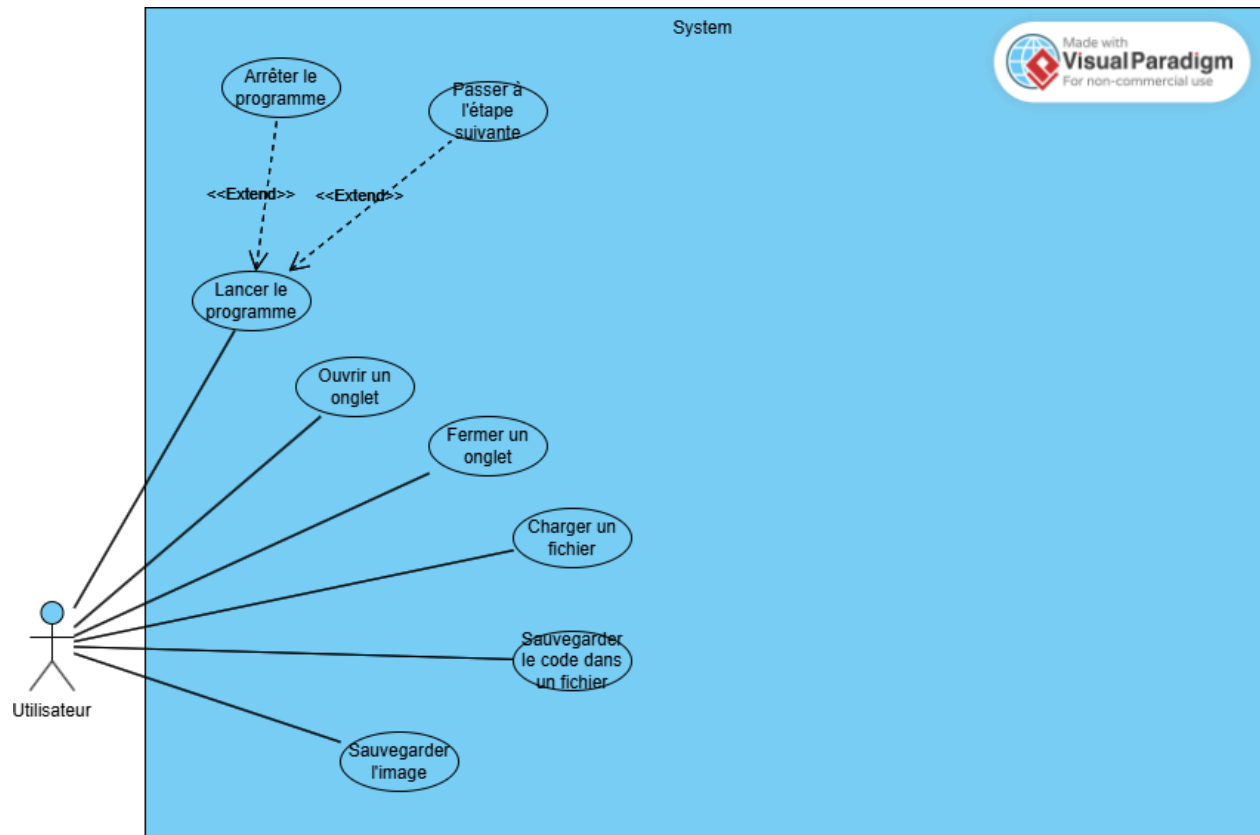 System
Made with
Visual Paradigm
For non-commercial use
Arrêter le
programme
Passer à
l'étape
suivante
<<Extend>>
<<Extend>>
Lancer le
programme
Ouvrir un
onglet
Fermer un
onglet
Charger un
fichier
Sauvegarder
le code dans
un fichier
Utilisateur
Sauvegarder
l'image